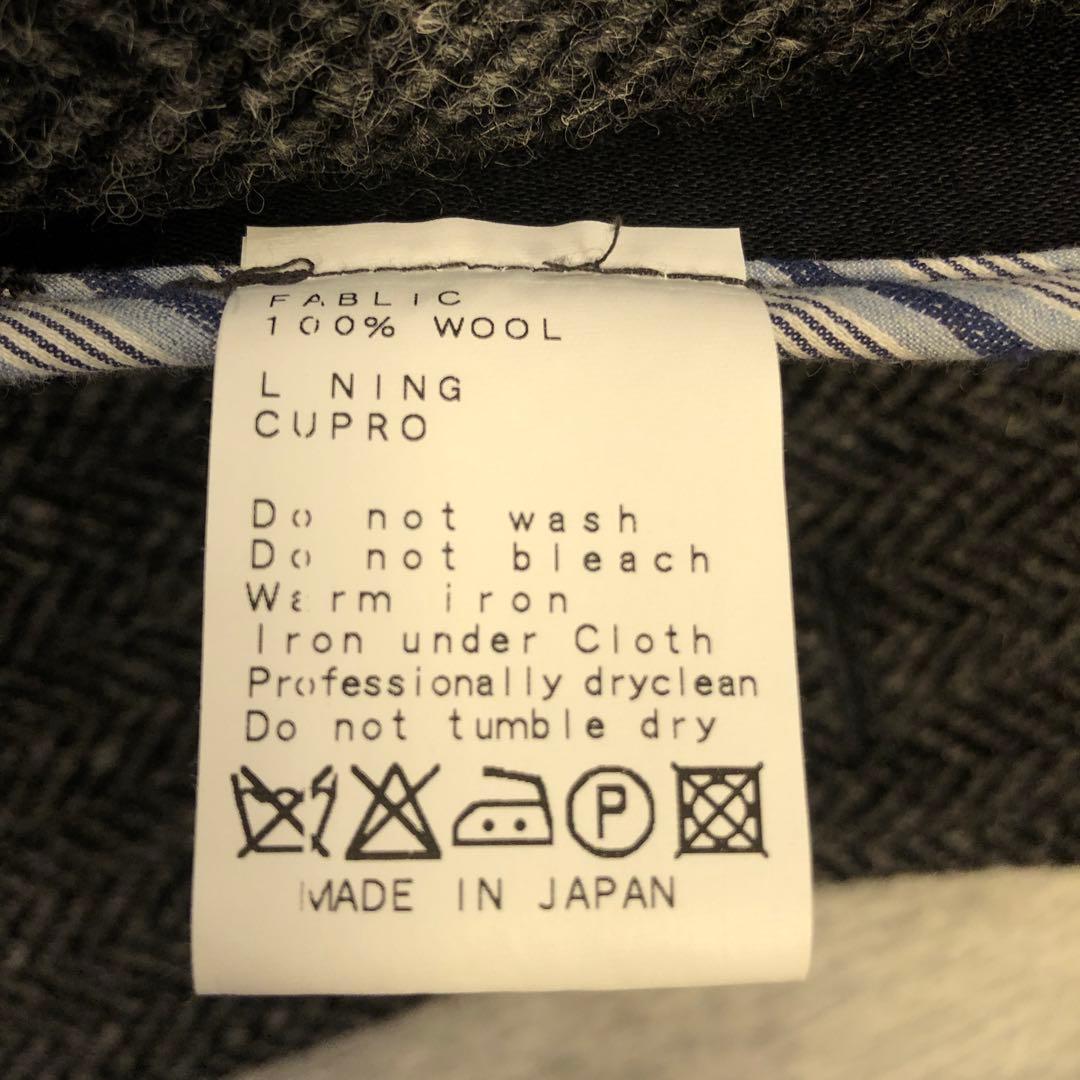 FABLIC
100% WOOL
LINING
CUPRO
Do not wash
Do not bleach
Warm iron
Iron under Cloth
Professionally dryclean
Do not tumble dry
P
MADE IN JAPAN